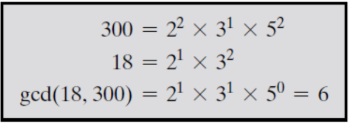 300 = 2² × 3¹ × 5²
18 = 2¹ × 3²
gcd(18, 300) = 2¹ × 3¹ × 5⁰ = 6